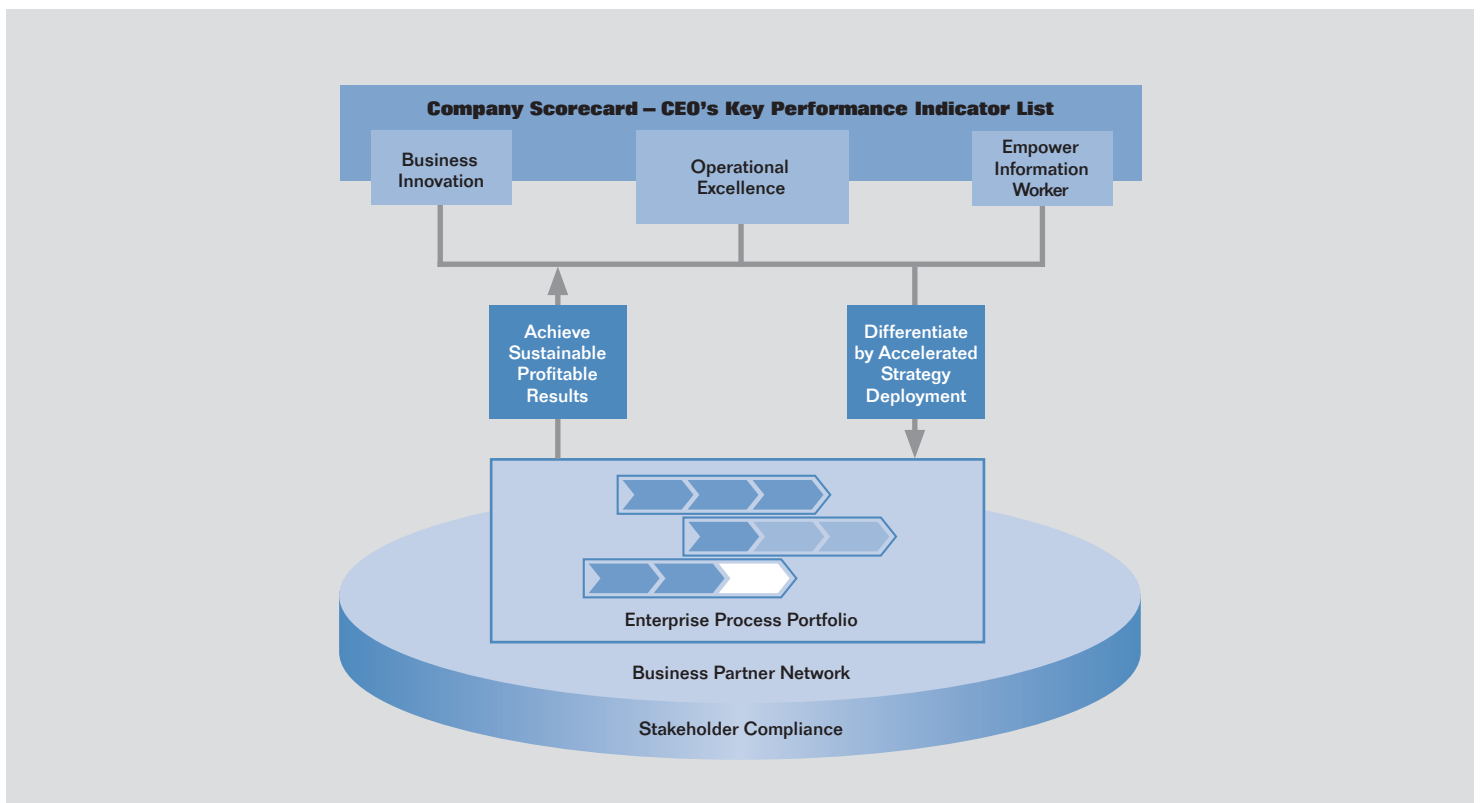 Company Scorecard – CEO's Key Performance Indicator List
Business
Innovation
Operational
Excellence
Empower
Information
Worker
Achieve
Sustainable
Profitable
Results
Differentiate
by Accelerated
Strategy
Deployment
Enterprise Process Portfolio
Business Partner Network
Stakeholder Compliance